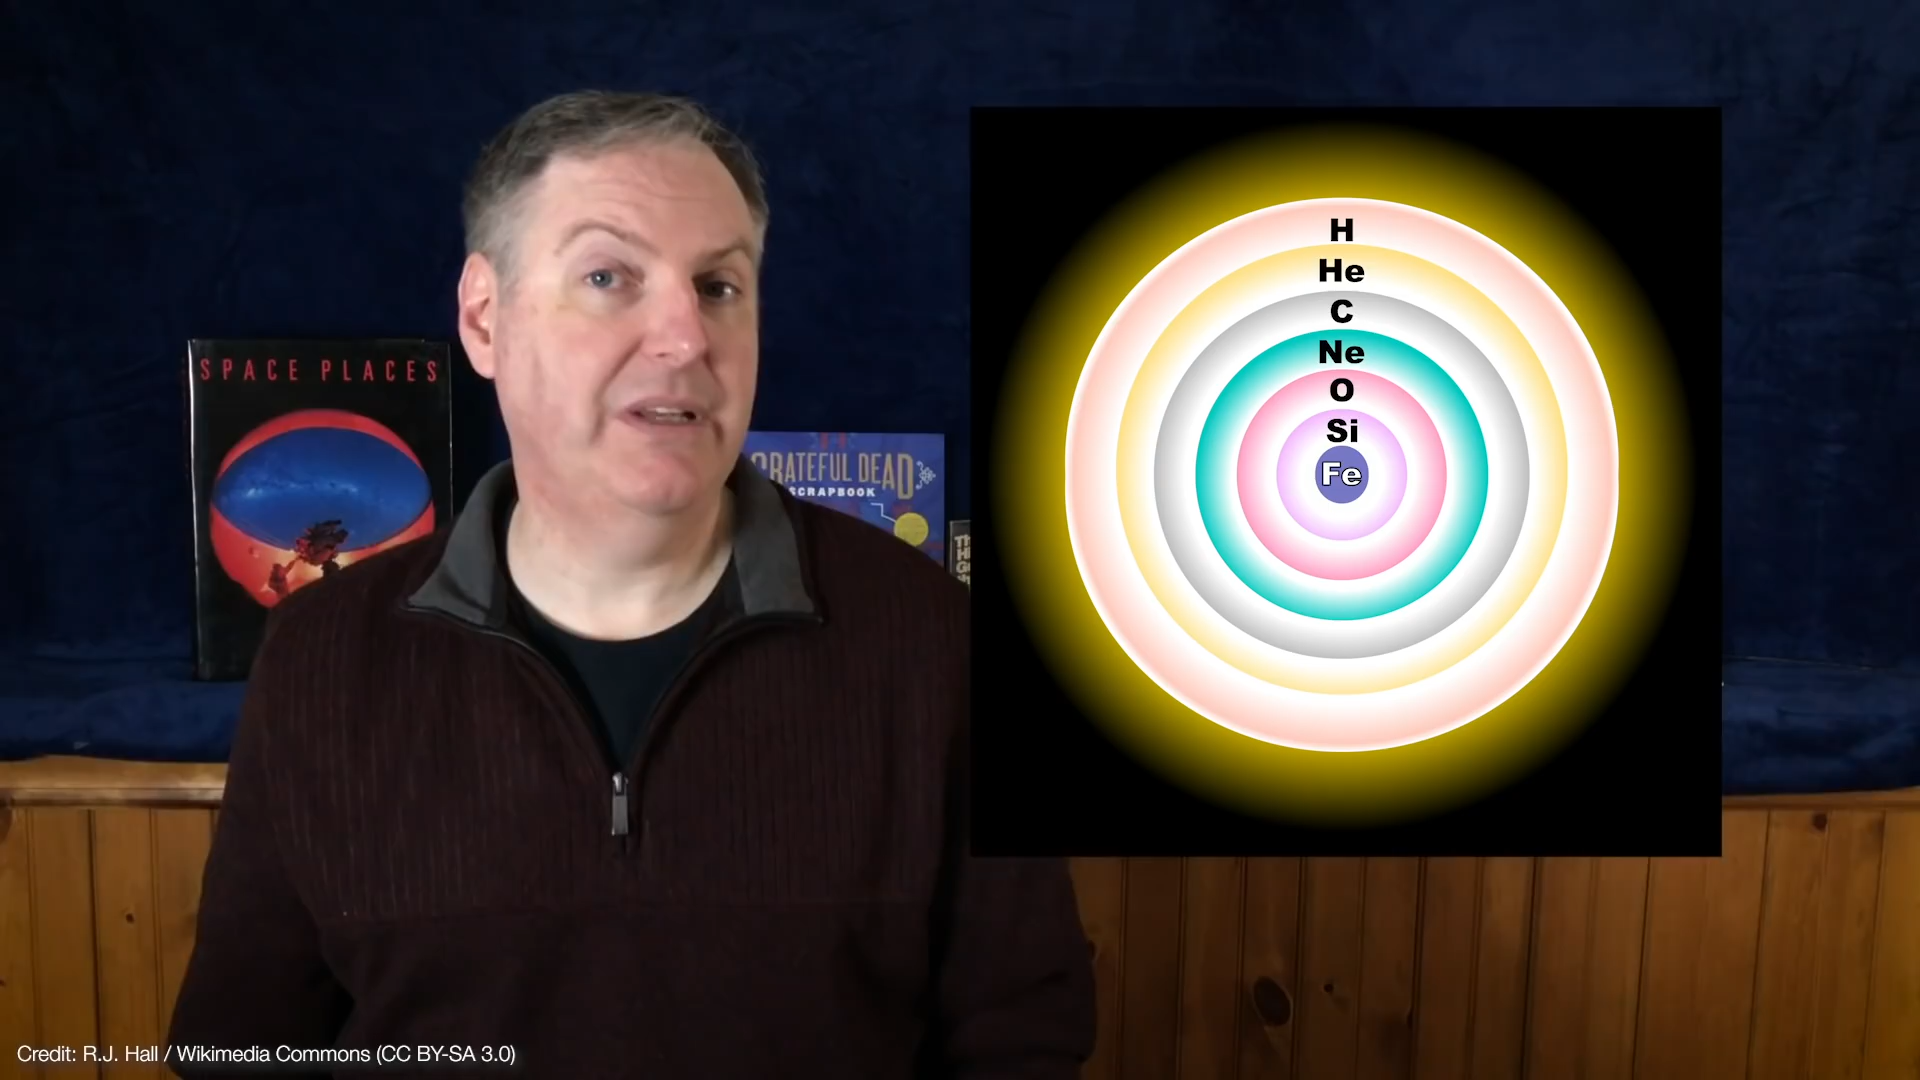 SPACE PLACES
GRATEFUL DEAD
SCRAPBOOK
H
He
C
Ne
O
Si
Fe
Credit: R.J. Hall / Wikimedia Commons (CC BY-SA 3.0)